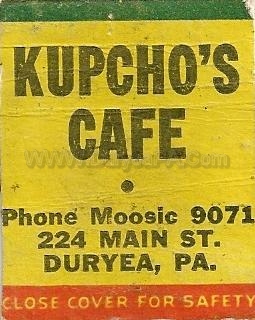 KUPCHO'S
CAFE
Phone Moosic 9071
224 MAIN ST.
DURYEA, PA.
CLOSE COVER FOR SAFETY